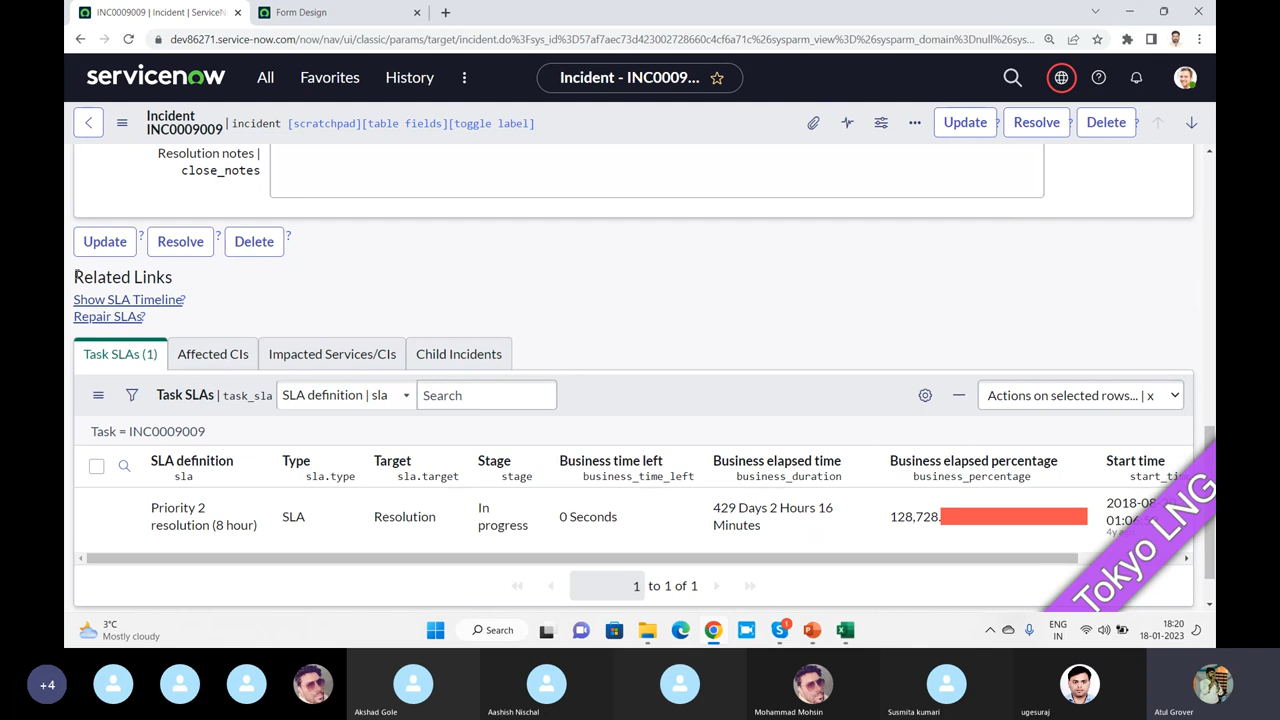 INC0009009 | Incident | ServiceN
Form Design
dev86271.service-now.com/now/nav/ui/classic/params/target/incident.do%3Fsys_id%3D57af7aec73d423002728660c4cf6a71c%26sysparm_view%3D%26sysparm_domain%3Dnull%26sys...
servicenow
All
Favorites
History
Incident - INC0009...
Incident
INC0009009
incident [scratchpad][table fields][toggle label]
Update
?
Resolve
?
Delete
?
Resolution notes |
close_notes
Update
?
Resolve
?
Delete
?
Related Links
Show SLA Timeline?
Repair SLAs?
Task SLAs (1)
Affected CIs
Impacted Services/CIs
Child Incidents
Task SLAs | task_sla
SLA definition | sla
Search
Actions on selected rows... | x
Task = INC0009009
SLA definition
sla
Type
sla.type
Target
sla.target
Stage
stage
Business time left
business_time_left
Business elapsed time
business_duration
Business elapsed percentage
business_percentage
Start time
Priority 2
resolution (8 hour)
SLA
Resolution
In
progress
0 Seconds
429 Days 2 Hours 16
Minutes
128,728.
Tokyo LNG
1 to 1 of 1
3°C
Mostly cloudy
Search
1
ENG
IN
18:20
18-01-2023
+4
Akshad Gole
Aashish Nischal
Mohammad Mohsin
Susmita kumari
ugesuraj
Atul Grover